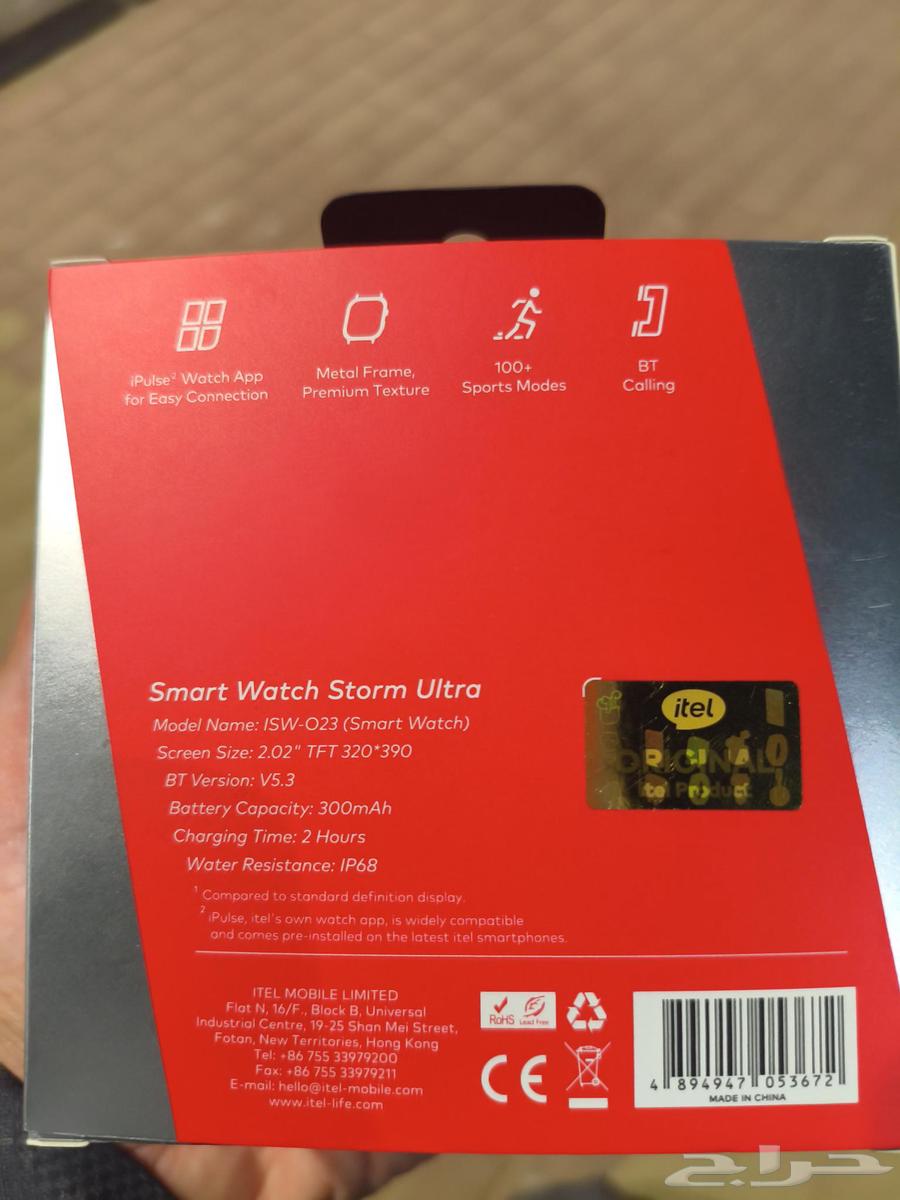 iPulse² Watch App
for Easy Connection
Metal Frame,
Premium Texture
100+
Sports Modes
BT
Calling
Smart Watch Storm Ultra
Model Name: ISW-O23 (Smart Watch)
Screen Size: 2.02" TFT 320*390
BT Version: V5.3
Battery Capacity: 300mAh
Charging Time: 2 Hours
Water Resistance: IP68
¹ Compared to standard definition display.
² iPulse, itel's own watch app, is widely compatible
and comes pre-installed on the latest itel smartphones.
itel
ORIGINAL
itel Product
ITEL MOBILE LIMITED
Flat N, 16/F., Block B, Universal
Industrial Centre, 19-25 Shan Mei Street,
Fotan, New Territories, Hong Kong
Tel: +86 755 33979200
Fax: +86 755 33979211
E-mail: hello@itel-mobile.com
www.itel-life.com
RoHS
Lead Free
CE
4 894947 053672
MADE IN CHINA
حراج